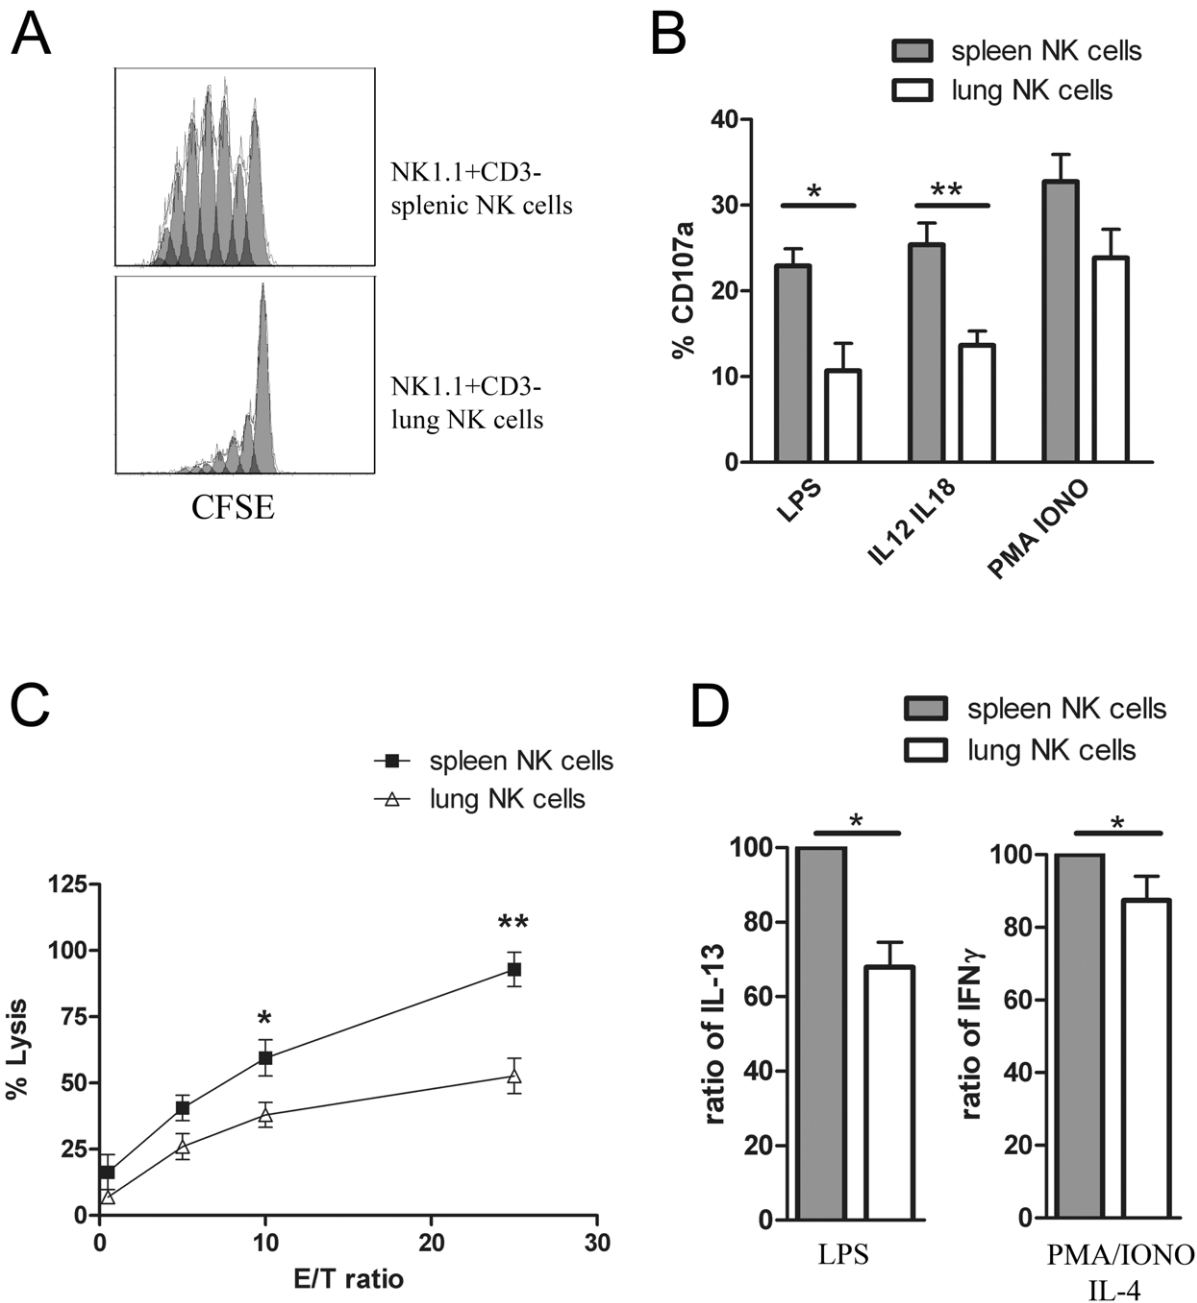 A
NK1.1+CD3-
splenic NK cells
NK1.1+CD3-
lung NK cells
CFSE
B
spleen NK cells
lung NK cells
40
30
20
10
0
% CD107a
*
**
LPS
IL12 IL18
PMA IONO
C
spleen NK cells
lung NK cells
125
100
75
50
25
0
% Lysis
*
**
0 10 20 30
E/T ratio
D
spleen NK cells
lung NK cells
100
80
60
40
20
0
ratio of IL-13
*
LPS
100
80
60
40
20
0
ratio of IFNγ
*
PMA/IONO
IL-4